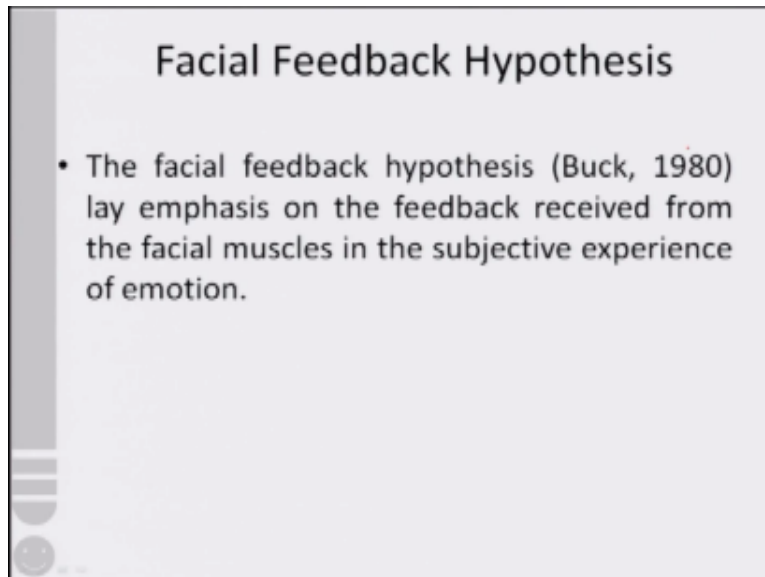 Facial Feedback Hypothesis
• The facial feedback hypothesis (Buck, 1980)
lay emphasis on the feedback received from
the facial muscles in the subjective experience
of emotion.